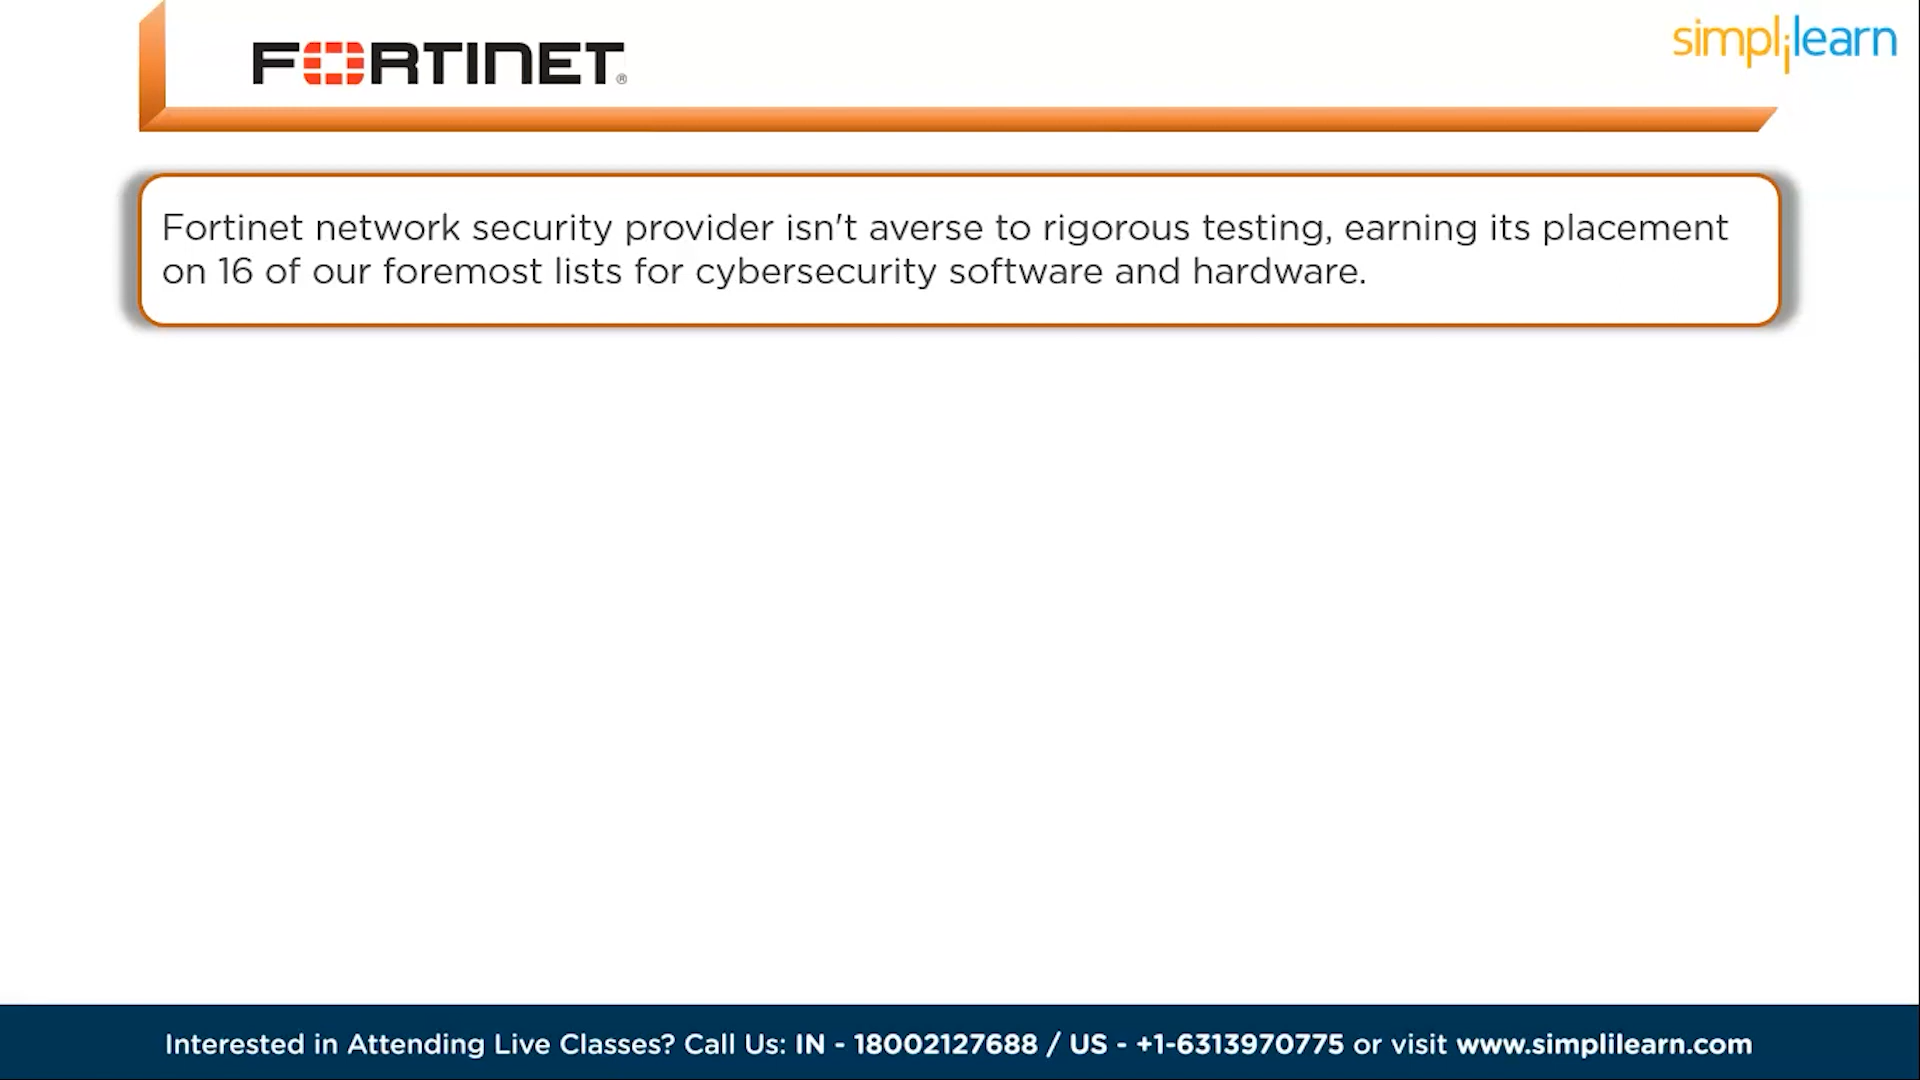 FORTINET®
simplilearn
Fortinet network security provider isn't averse to rigorous testing, earning its placement
on 16 of our foremost lists for cybersecurity software and hardware.
Interested in Attending Live Classes? Call Us: IN - 18002127688 / US - +1-6313970775 or visit www.simplilearn.com